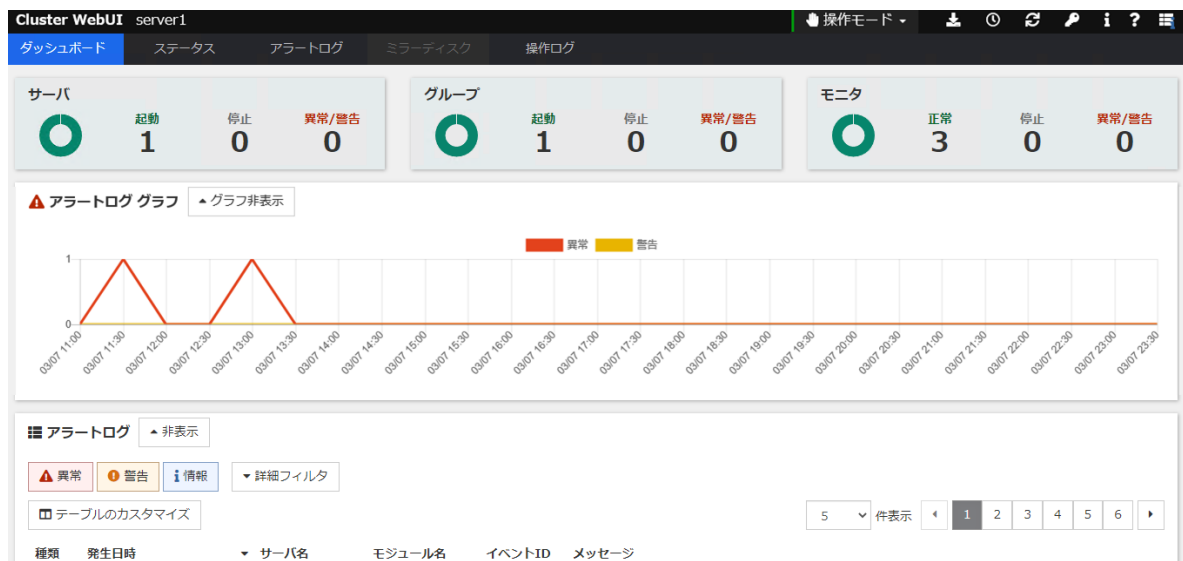 Cluster WebUI server1 操作モード
ダッシュボード ステータス アラートログ ミラーディスク 操作ログ
サーバ グループ モニタ
起動 停止 異常/警告 起動 停止 異常/警告 正常 停止 異常/警告
1 0 0 1 0 0 3 0 0
アラートログ グラフ グラフ非表示
異常 警告
1
0
03/07 11:00 03/07 11:30 03/07 12:00 03/07 12:30 03/07 13:00 03/07 13:30 03/07 14:00 03/07 14:30 03/07 15:00 03/07 15:30 03/07 16:00 03/07 16:30 03/07 17:00 03/07 17:30 03/07 18:00 03/07 18:30 03/07 19:00 03/07 19:30 03/07 20:00 03/07 20:30 03/07 21:00 03/07 21:30 03/07 22:00 03/07 22:30 03/07 23:00 03/07 23:30
アラートログ 非表示
異常 警告 情報 詳細フィルタ
テーブルのカスタマイズ 5 件表示 1 2 3 4 5 6
種類 発生日時 サーバ名 モジュール名 イベントID メッセージ